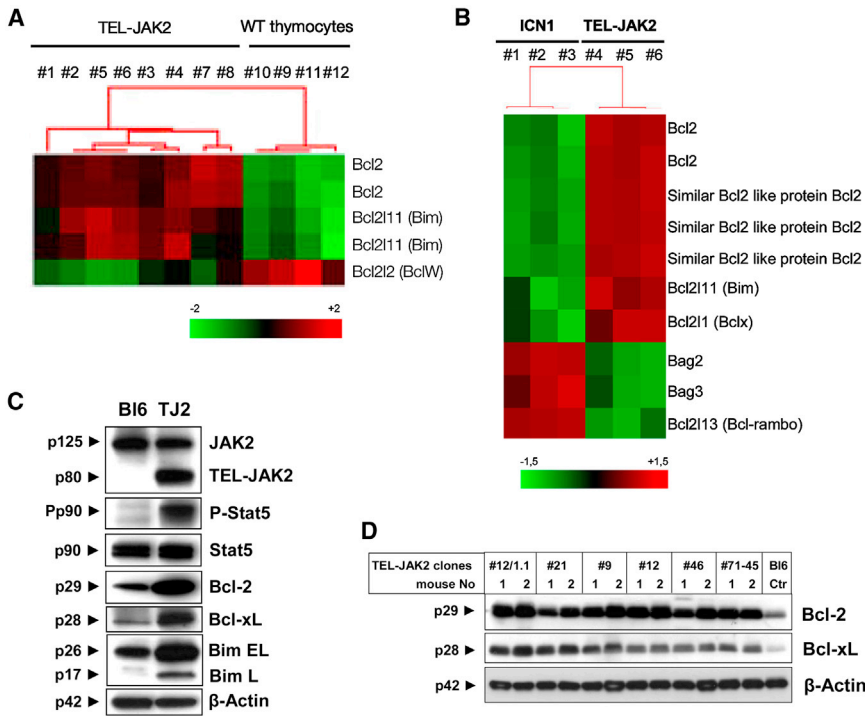 A
TEL-JAK2 WT thymocytes
#1 #2 #5 #6 #3 #4 #7 #8 #10 #9 #11 #12
Bcl2
Bcl2
Bcl2l11 (Bim)
Bcl2l11 (Bim)
Bcl2l2 (BclW)
-2 +2
B
ICN1 TEL-JAK2
#1 #2 #3 #4 #5 #6
Bcl2
Bcl2
Similar Bcl2 like protein Bcl2
Similar Bcl2 like protein Bcl2
Similar Bcl2 like protein Bcl2
Bcl2l11 (Bim)
Bcl2l1 (Bclx)
Bag2
Bag3
Bcl2l13 (Bcl-rambo)
-1,5 +1,5
C
Bl6 TJ2
p125 ► JAK2
p80 ► TEL-JAK2
Pp90 ► P-Stat5
p90 ► Stat5
p29 ► Bcl-2
p28 ► Bcl-xL
p26 ► Bim EL
p17 ► Bim L
p42 ► β-Actin
D
TEL-JAK2 clones #12/1.1 #21 #9 #12 #46 #71-45 Bl6
mouse No 1 2 1 2 1 2 1 2 1 2 1 2 Ctr
p29 ► Bcl-2
p28 ► Bcl-xL
p42 ► β-Actin